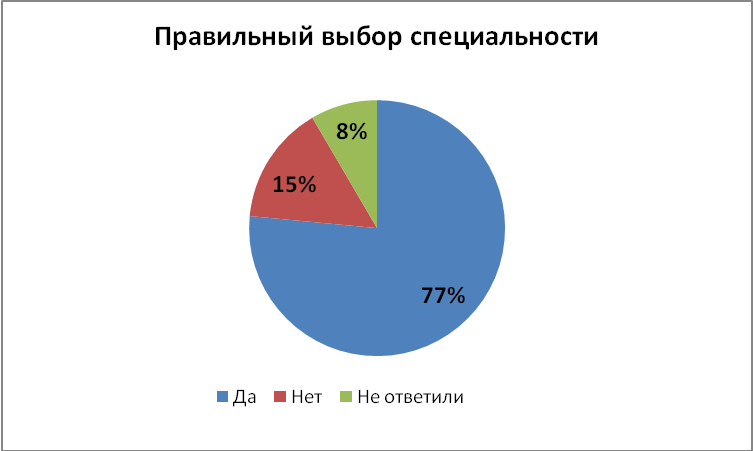 Правильный выбор специальности
8%
15%
77%
Да Нет Не ответили